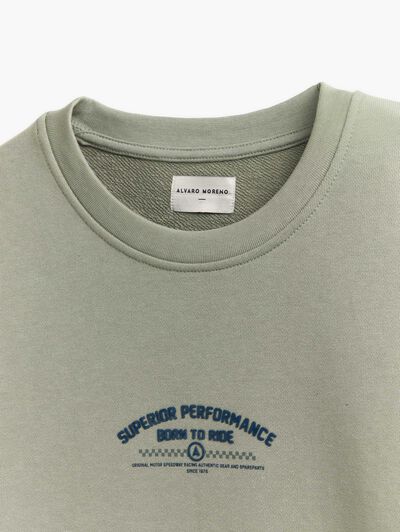 ALVARO MORENO
SUPERIOR PERFORMANCE
BORN TO RIDE
A
ORIGINAL MOTOR SPEEDWAY RACING AUTHENTIC GEAR AND SPAREPARTS
SINCE 1976